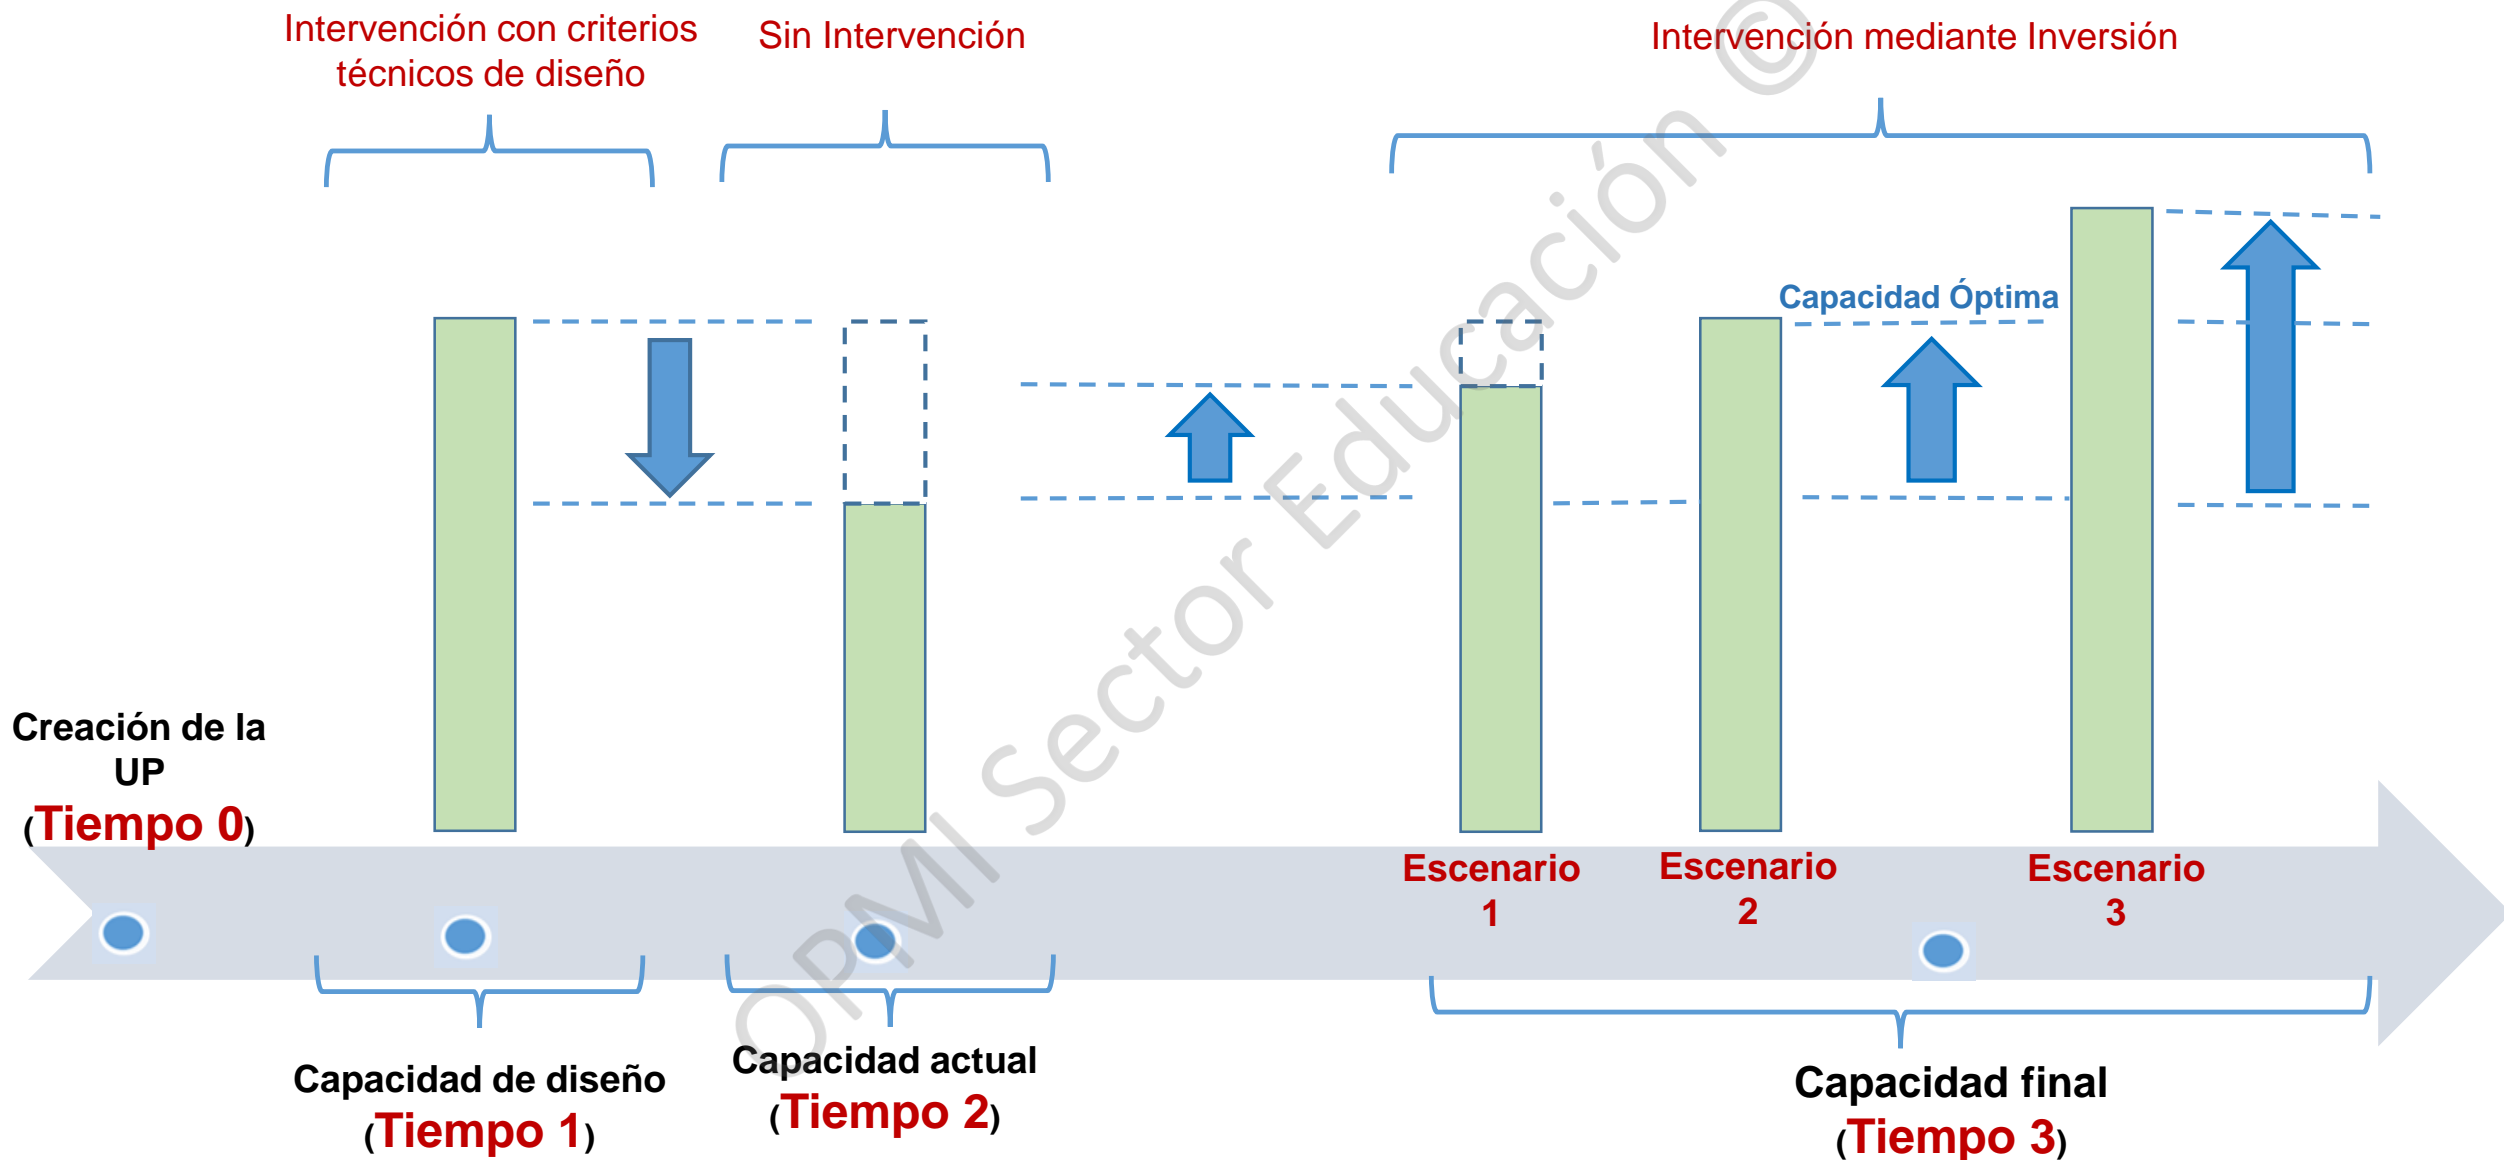 Intervención con criterios
técnicos de diseño
Sin Intervención
Intervención mediante Inversión
Capacidad Óptima
Creación de la
UP
(Tiempo 0)
Escenario
1
Escenario
2
Escenario
3
Capacidad de diseño
(Tiempo 1)
Capacidad actual
(Tiempo 2)
Capacidad final
(Tiempo 3)
OPMI Sector Educación ©